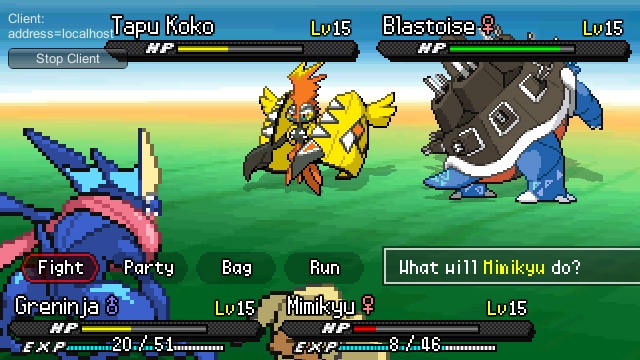 Client:
address=localhost
Stop Client
Tapu Koko Lv15
HP
Blastoise♀ Lv15
HP
Fight
Party
Bag
Run
What will Mimikyu do?
Greninja♂ Lv15
HP
EXP 20/51
Mimikyu♀ Lv15
HP
EXP 8/46